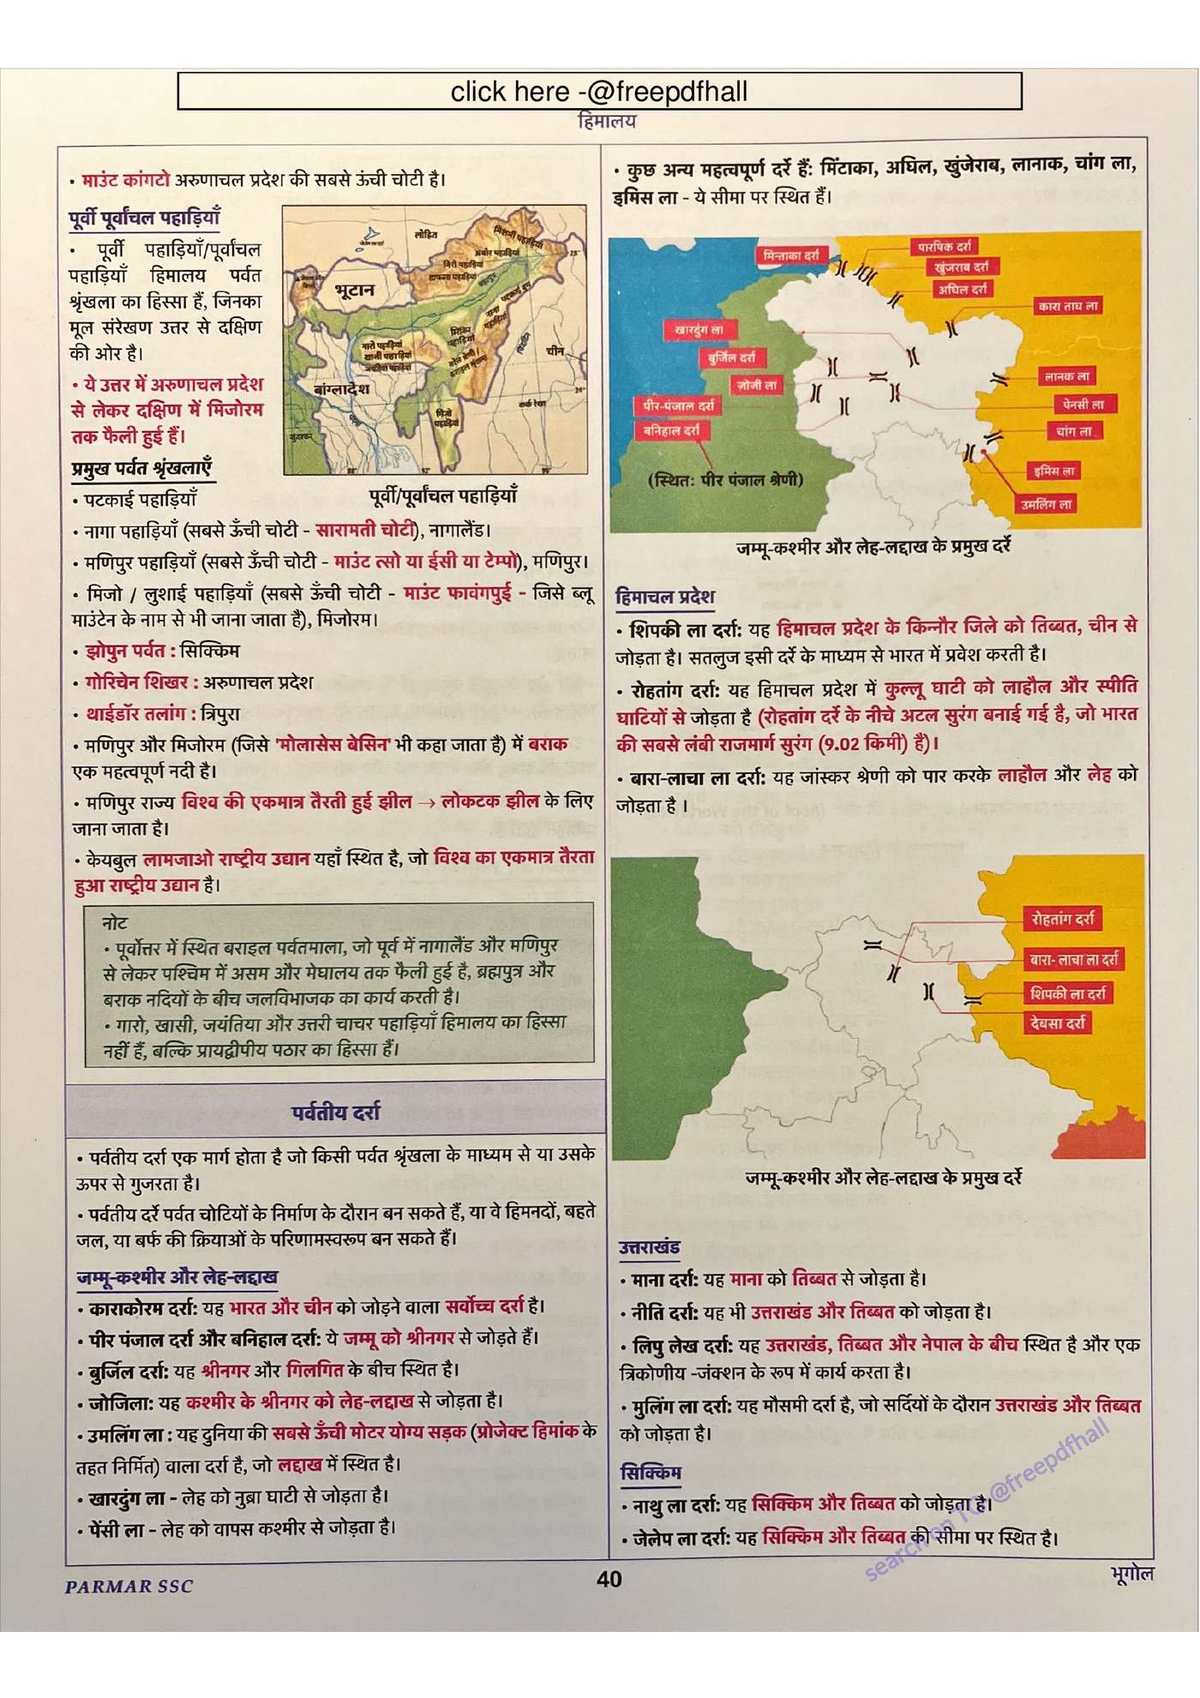 click here -@freepdfhall
हिमालय
• माउंट कांगटो अरुणाचल प्रदेश की सबसे ऊंची चोटी है।
पूर्वी पूर्वांचल पहाड़ियाँ
• पूर्वी पहाड़ियाँ/पूर्वांचल
पहाड़ियाँ हिमालय पर्वत
श्रृंखला का हिस्सा हैं, जिनका
मूल संरेखण उत्तर से दक्षिण
की ओर है।
• ये उत्तर में अरुणाचल प्रदेश
से लेकर दक्षिण में मिजोरम
तक फैली हुई हैं।
प्रमुख पर्वत श्रृंखलाएँ
• पटकाई पहाड़ियाँ
लोहित
भूटान
चीन
बांग्लादेश
मिजो
पहाड़ियाँ
कर्क रेखा
पूर्वी/पूर्वांचल पहाड़ियाँ
• नागा पहाड़ियाँ (सबसे ऊँची चोटी - सारामती चोटी), नागालैंड।
• मणिपुर पहाड़ियाँ (सबसे ऊँची चोटी - माउंट त्सो या ईसी या टेम्पो), मणिपुर।
• मिजो / लुशाई पहाड़ियाँ (सबसे ऊँची चोटी - माउंट फावंगपुई - जिसे ब्लू
माउंटेन के नाम से भी जाना जाता है), मिजोरम।
• झोपुन पर्वत : सिक्किम
• गोरिचेन शिखर : अरुणाचल प्रदेश
• थाईडॉर तलांग : त्रिपुरा
• मणिपुर और मिजोरम (जिसे 'मोलासेस बेसिन' भी कहा जाता है) में बराक
एक महत्वपूर्ण नदी है।
• मणिपुर राज्य विश्व की एकमात्र तैरती हुई झील → लोकटक झील के लिए
जाना जाता है।
• केयबुल लामजाओ राष्ट्रीय उद्यान यहाँ स्थित है, जो विश्व का एकमात्र तैरता
हुआ राष्ट्रीय उद्यान है।
नोट
• पूर्वोत्तर में स्थित बराइल पर्वतमाला, जो पूर्व में नागालैंड और मणिपुर
से लेकर पश्चिम में असम और मेघालय तक फैली हुई है, ब्रह्मपुत्र और
बराक नदियों के बीच जलविभाजक का कार्य करती है।
• गारो, खासी, जयंतिया और उत्तरी चाचर पहाड़ियाँ हिमालय का हिस्सा
नहीं हैं, बल्कि प्रायद्वीपीय पठार का हिस्सा हैं।
पर्वतीय दर्रा
• पर्वतीय दर्रा एक मार्ग होता है जो किसी पर्वत श्रृंखला के माध्यम से या उसके
ऊपर से गुजरता है।
• पर्वतीय दर्रे पर्वत चोटियों के निर्माण के दौरान बन सकते हैं, या वे हिमनदों, बहते
जल, या बर्फ की क्रियाओं के परिणामस्वरूप बन सकते हैं।
जम्मू-कश्मीर और लेह-लद्दाख
• काराकोरम दर्रा: यह भारत और चीन को जोड़ने वाला सर्वोच्च दर्रा है।
• पीर पंजाल दर्रा और बनिहाल दर्रा: ये जम्मू को श्रीनगर से जोड़ते हैं।
• बुर्जिल दर्रा: यह श्रीनगर और गिलगित के बीच स्थित है।
• जोजिला: यह कश्मीर के श्रीनगर को लेह-लद्दाख से जोड़ता है।
• उमलिंग ला : यह दुनिया की सबसे ऊँची मोटर योग्य सड़क (प्रोजेक्ट हिमांक के
तहत निर्मित) वाला दर्रा है, जो लद्दाख में स्थित है।
• खारदुंग ला - लेह को नुब्रा घाटी से जोड़ता है।
• पेंसी ला - लेह को वापस कश्मीर से जोड़ता है।
• कुछ अन्य महत्वपूर्ण दर्रे हैं: मिंटाका, अघिल, खुंजेराब, लानाक, चांग ला,
इमिस ला - ये सीमा पर स्थित हैं।
मिन्ताका दर्रा
पारपिक दर्रा
खुंजराब दर्रा
अघिल दर्रा
कारा ताघ ला
खारदुंग ला
बुर्जिल दर्रा
ज़ोजी ला
लानक ला
पीर-पंजाल दर्रा
पेनसी ला
बनिहाल दर्रा
चांग ला
इमिस ला
(स्थितः पीर पंजाल श्रेणी)
उमलिंग ला
जम्मू-कश्मीर और लेह-लद्दाख के प्रमुख दर्रे
हिमाचल प्रदेश
• शिपकी ला दर्रा: यह हिमाचल प्रदेश के किन्नौर जिले को तिब्बत, चीन से
जोड़ता है। सतलुज इसी दर्रे के माध्यम से भारत में प्रवेश करती है।
• रोहतांग दर्रा: यह हिमाचल प्रदेश में कुल्लू घाटी को लाहौल और स्पीति
घाटियों से जोड़ता है (रोहतांग दर्रे के नीचे अटल सुरंग बनाई गई है, जो भारत
की सबसे लंबी राजमार्ग सुरंग (9.02 किमी) है)।
• बारा-लाचा ला दर्रा: यह जांस्कर श्रेणी को पार करके लाहौल और लेह को
जोड़ता है ।
रोहतांग दर्रा
बारा- लाचा ला दर्रा
शिपकी ला दर्रा
देबसा दर्रा
जम्मू-कश्मीर और लेह-लद्दाख के प्रमुख दर्रे
उत्तराखंड
• माना दर्रा: यह माना को तिब्बत से जोड़ता है।
• नीति दर्रा: यह भी उत्तराखंड और तिब्बत को जोड़ता है।
• लिपु लेख दर्रा: यह उत्तराखंड, तिब्बत और नेपाल के बीच स्थित है और एक
त्रिकोणीय -जंक्शन के रूप में कार्य करता है।
• मुलिंग ला दर्रा: यह मौसमी दर्रा है, जो सर्दियों के दौरान उत्तराखंड और तिब्बत
को जोड़ता है।
सिक्किम
• नाथु ला दर्रा: यह सिक्किम और तिब्बत को जोड़ता है।
• जेलेप ला दर्रा: यह सिक्किम और तिब्बत की सीमा पर स्थित है।
search on TG @freepdfhall
PARMAR SSC
40
भूगोल